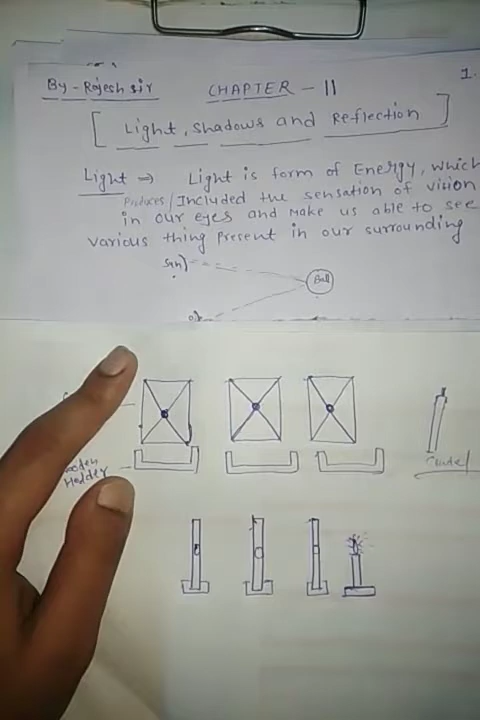 By - Rajesh sir
CHAPTER - 11
1.
[ Light, Shadows and Reflection ]
Light ⇒ Light is form of Energy, which
Produces / Included the sensation of vision
in our eyes and Make us able to see
various thing present in our surrounding
Sun
Ball
Holder